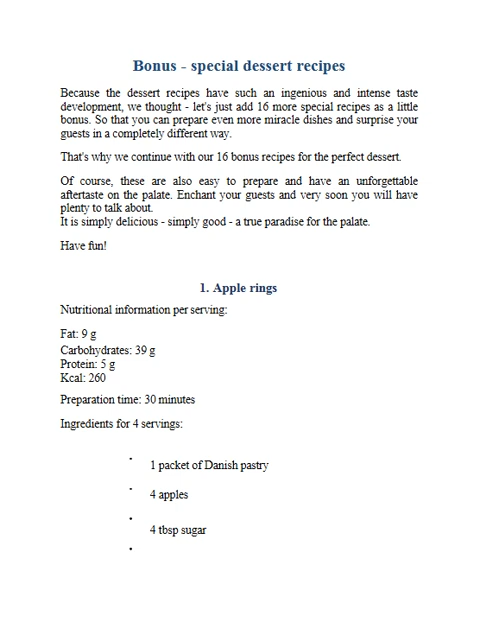 Bonus - special dessert recipes
Because the dessert recipes have such an ingenious and intense taste
development, we thought - let's just add 16 more special recipes as a little
bonus. So that you can prepare even more miracle dishes and surprise your
guests in a completely different way.
That's why we continue with our 16 bonus recipes for the perfect dessert.
Of course, these are also easy to prepare and have an unforgettable
aftertaste on the palate. Enchant your guests and very soon you will have
plenty to talk about.
It is simply delicious - simply good - a true paradise for the palate.
Have fun!
1. Apple rings
Nutritional information per serving:
Fat: 9 g
Carbohydrates: 39 g
Protein: 5 g
Kcal: 260
Preparation time: 30 minutes
Ingredients for 4 servings:
• 1 packet of Danish pastry
• 4 apples
• 4 tbsp sugar
•